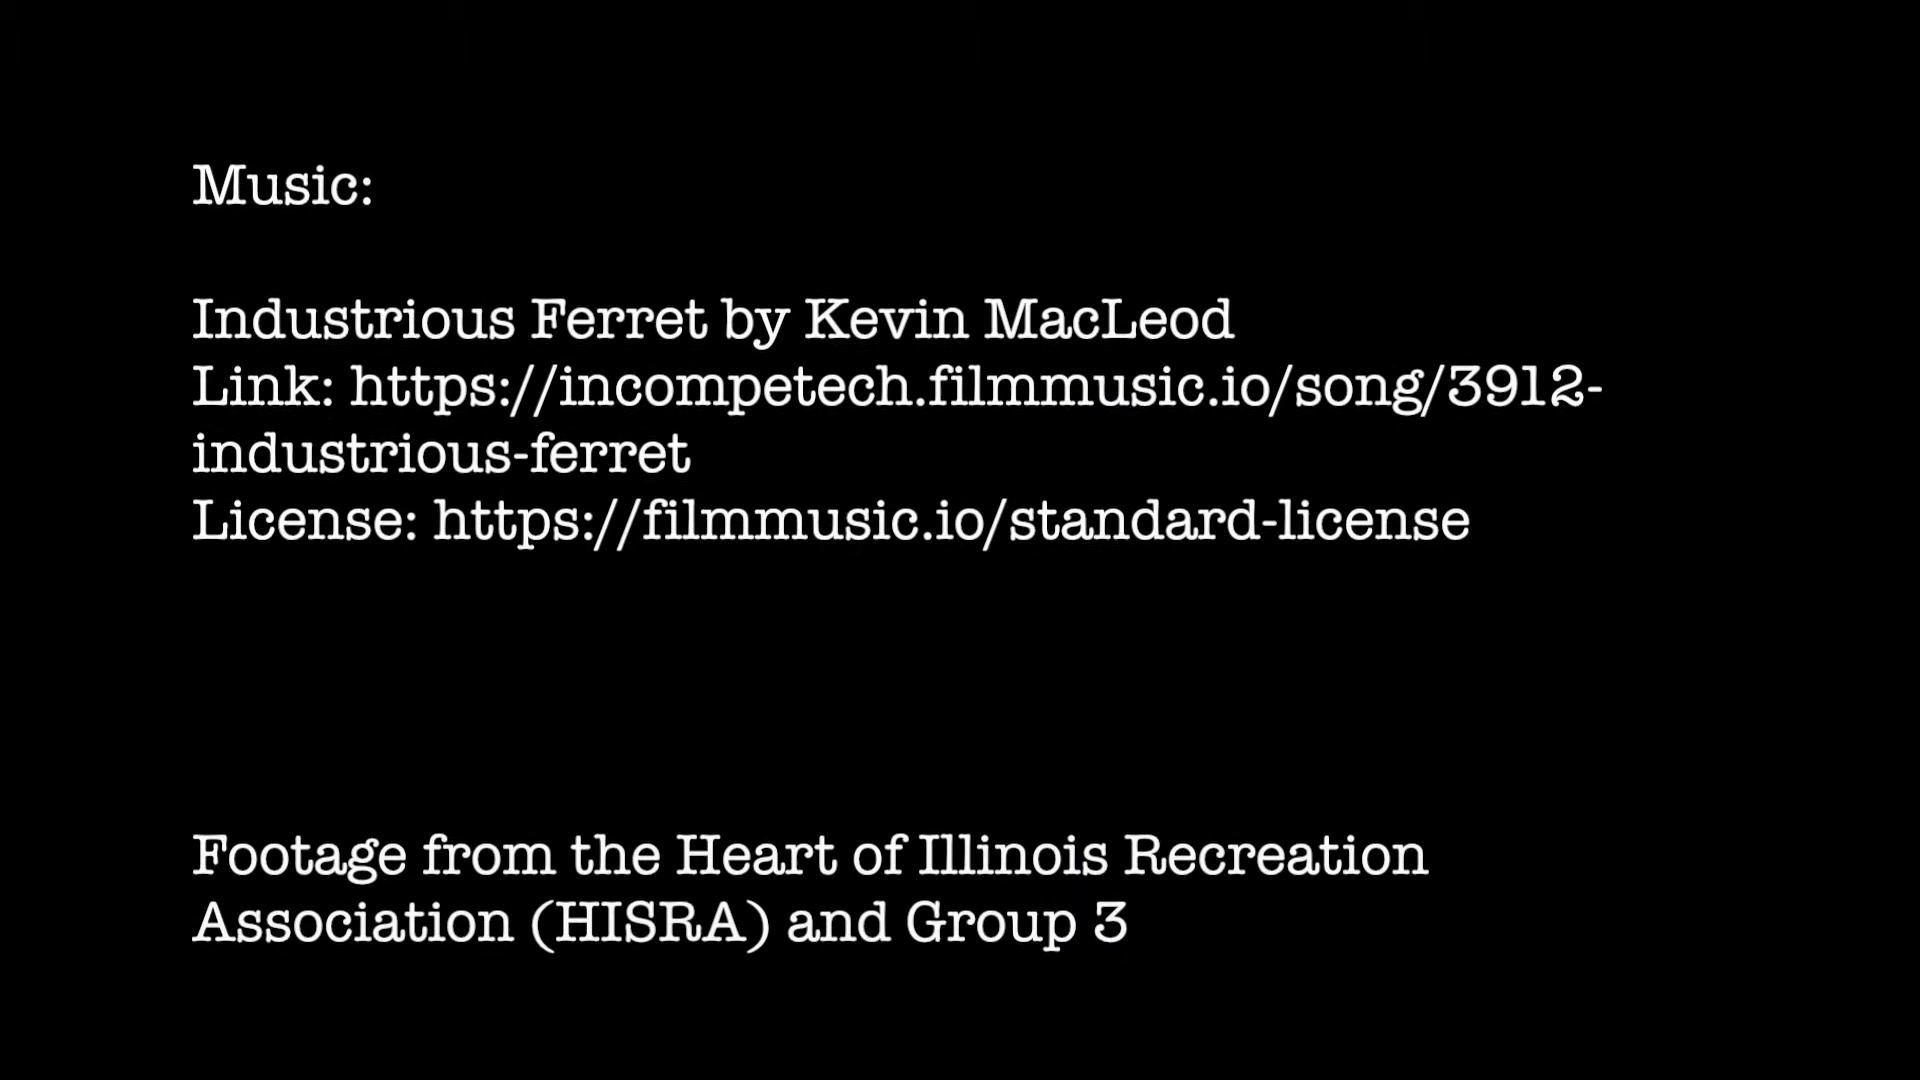 Music:
Industrious Ferret by Kevin MacLeod
Link: https://incompetech.filmmusic.io/song/3912-
industrious-ferret
License: https://filmmusic.io/standard-license
Footage from the Heart of Illinois Recreation
Association (HISRA) and Group 3